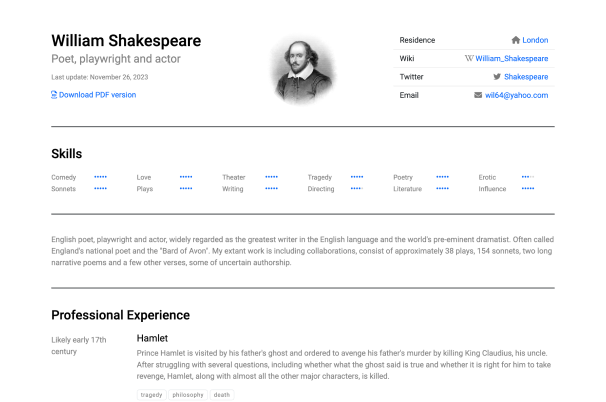 William Shakespeare
Poet, playwright and actor
Last update: November 26, 2023
Download PDF version
Residence London
Wiki William_Shakespeare
Twitter Shakespeare
Email wil64@yahoo.com
Skills
Comedy Love Theater Tragedy Poetry Erotic
Sonnets Plays Writing Directing Literature Influence
English poet, playwright and actor, widely regarded as the greatest writer in the English language and the world's pre-eminent dramatist. Often called
England's national poet and the "Bard of Avon". My extant work is including collaborations, consist of approximately 38 plays, 154 sonnets, two long
narrative poems and a few other verses, some of uncertain authorship.
Professional Experience
Likely early 17th
century
Hamlet
Prince Hamlet is visited by his father's ghost and ordered to avenge his father's murder by killing King Claudius, his uncle.
After struggling with several questions, including whether what the ghost said is true and whether it is right for him to take
revenge, Hamlet, along with almost all the other major characters, is killed.
tragedy philosophy death